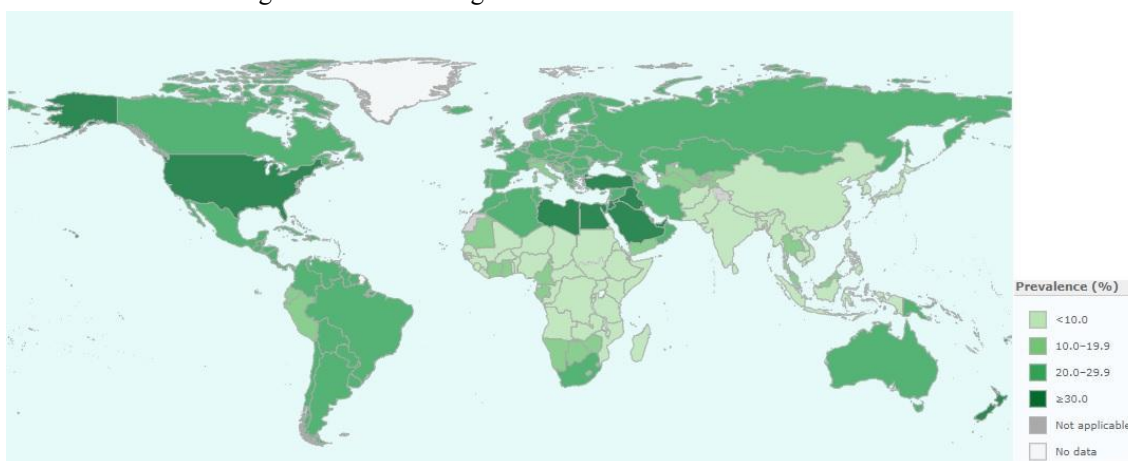 Prevalence (%)
<10.0
10.0–19.9
20.0–29.9
≥30.0
Not applicable
No data